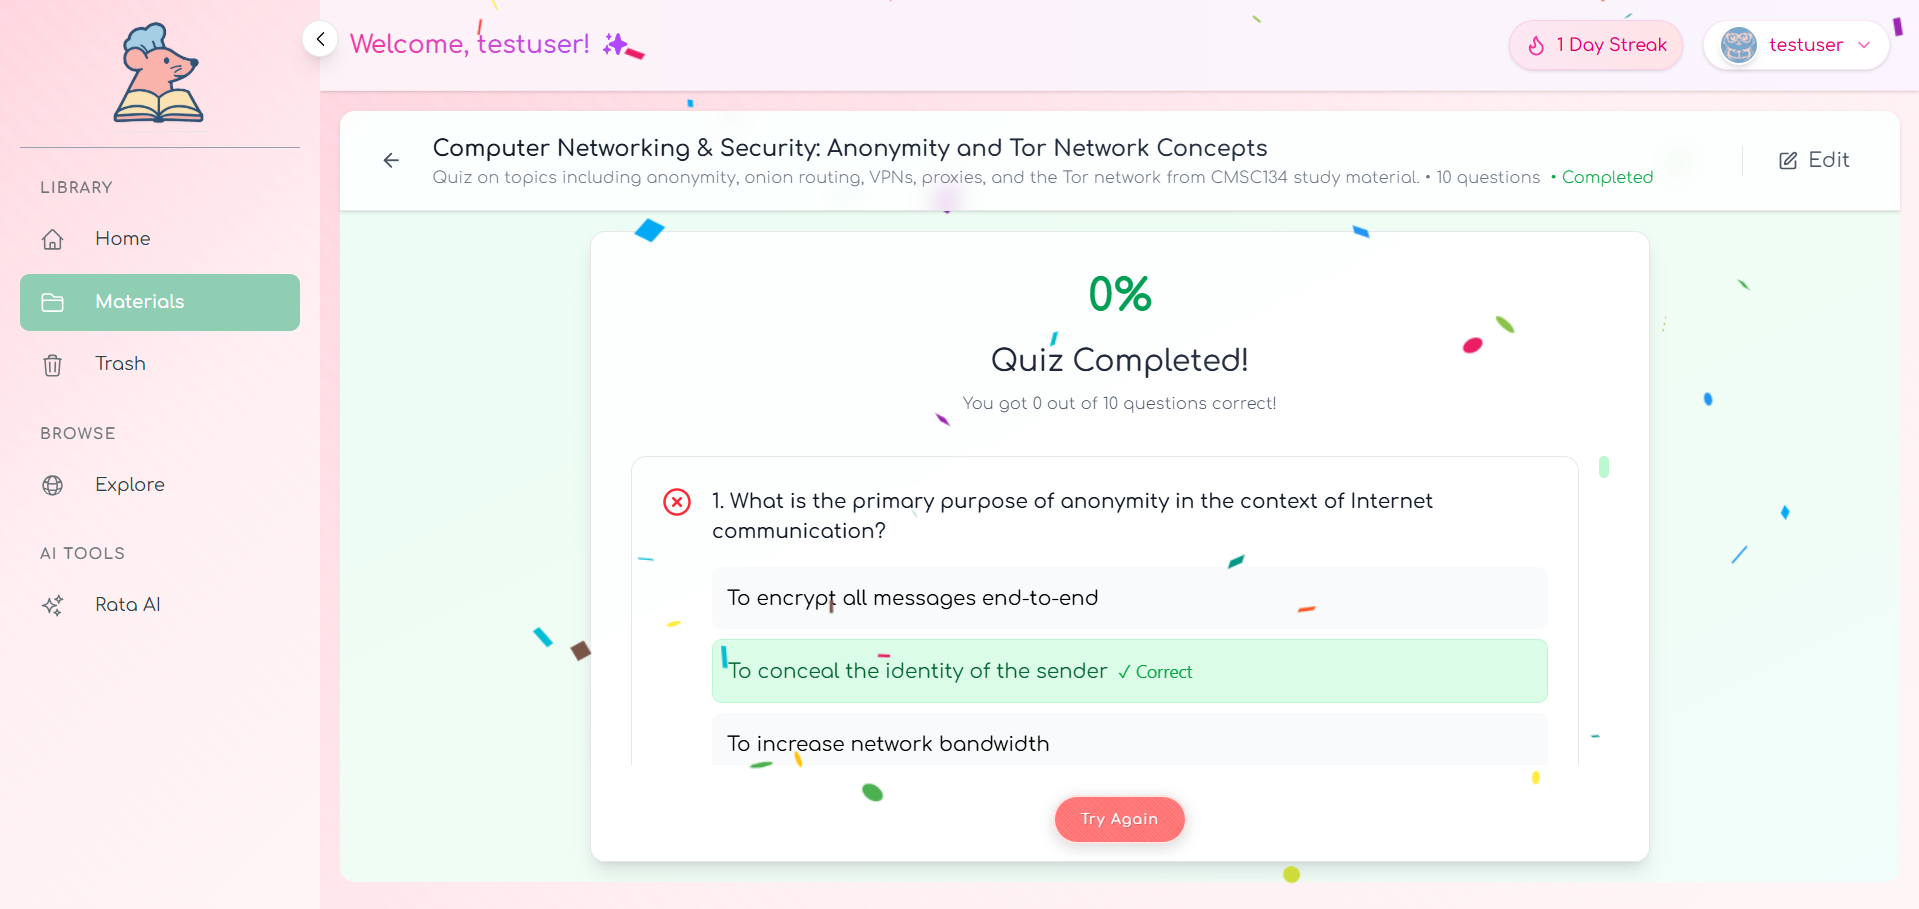 Welcome, testuser!
1 Day Streak
testuser
LIBRARY
Home
Materials
Trash
BROWSE
Explore
AI TOOLS
Rata AI
Computer Networking & Security: Anonymity and Tor Network Concepts
Quiz on topics including anonymity, onion routing, VPNs, proxies, and the Tor network from CMSC134 study material. • 10 questions • Completed
Edit
0%
Quiz Completed!
You got 0 out of 10 questions correct!
1. What is the primary purpose of anonymity in the context of Internet
communication?
To encrypt all messages end-to-end
To conceal the identity of the sender ✓ Correct
To increase network bandwidth
Try Again